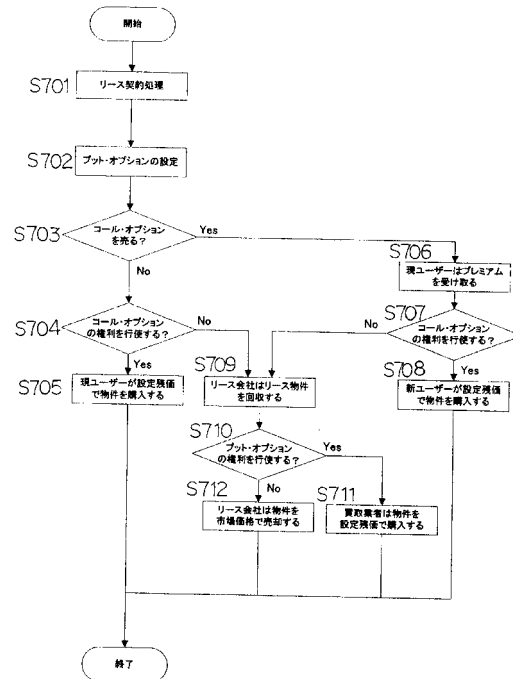 開始
S701
リース契約処理
S702
プット・オプションの設定
S703
コール・オプション
を売る?
Yes
No
S706
現ユーザーはプレミアム
を受け取る
S704
コール・オプション
の権利を行使する?
No
Yes
S707
コール・オプション
の権利を行使する?
No
Yes
S705
現ユーザーが設定残価
で物件を購入する
S709
リース会社はリース物件
を回収する
S708
新ユーザーが設定残価
で物件を購入する
S710
プット・オプション
の権利を行使する?
Yes
No
S712
リース会社は物件を
市場価格で売却する
S711
買取業者は物件を
設定残価で購入する
終了